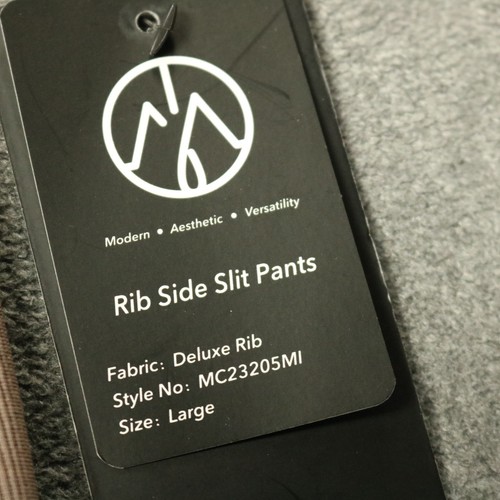 Modern • Aesthetic • Versatility
Rib Side Slit Pants
Fabric: Deluxe Rib
Style No: MC23205MI
Size: Large